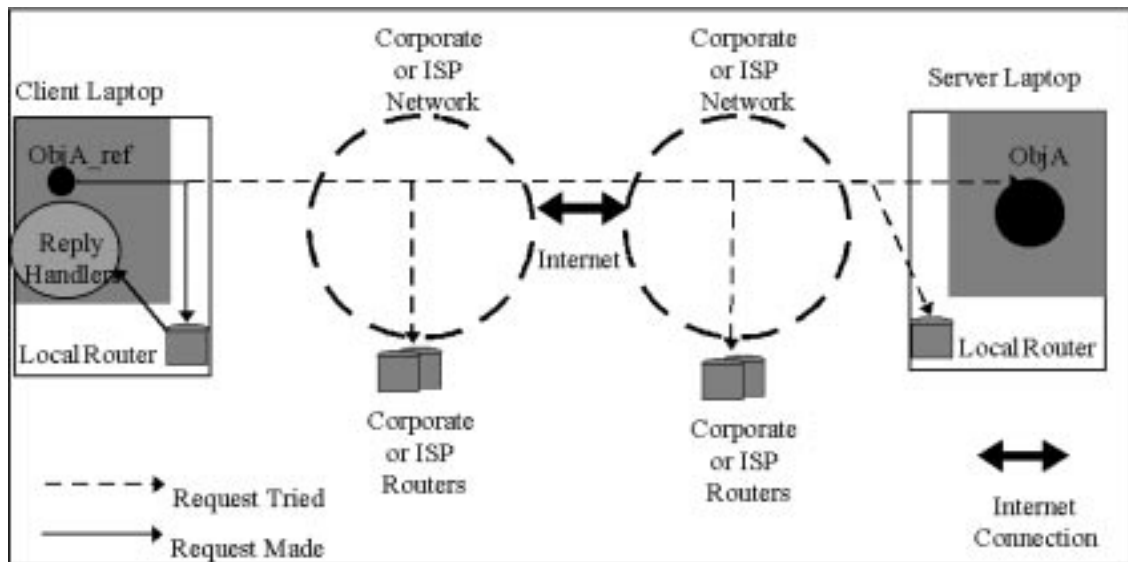 Corporate
or ISP
Network
Corporate
or ISP
Network
Client Laptop
Server Laptop
ObjA_ref
ObjA
Reply
Handlers
Internet
Local Router
Local Router
Corporate
or ISP
Routers
Corporate
or ISP
Routers
Request Tried
Request Made
Internet
Connection